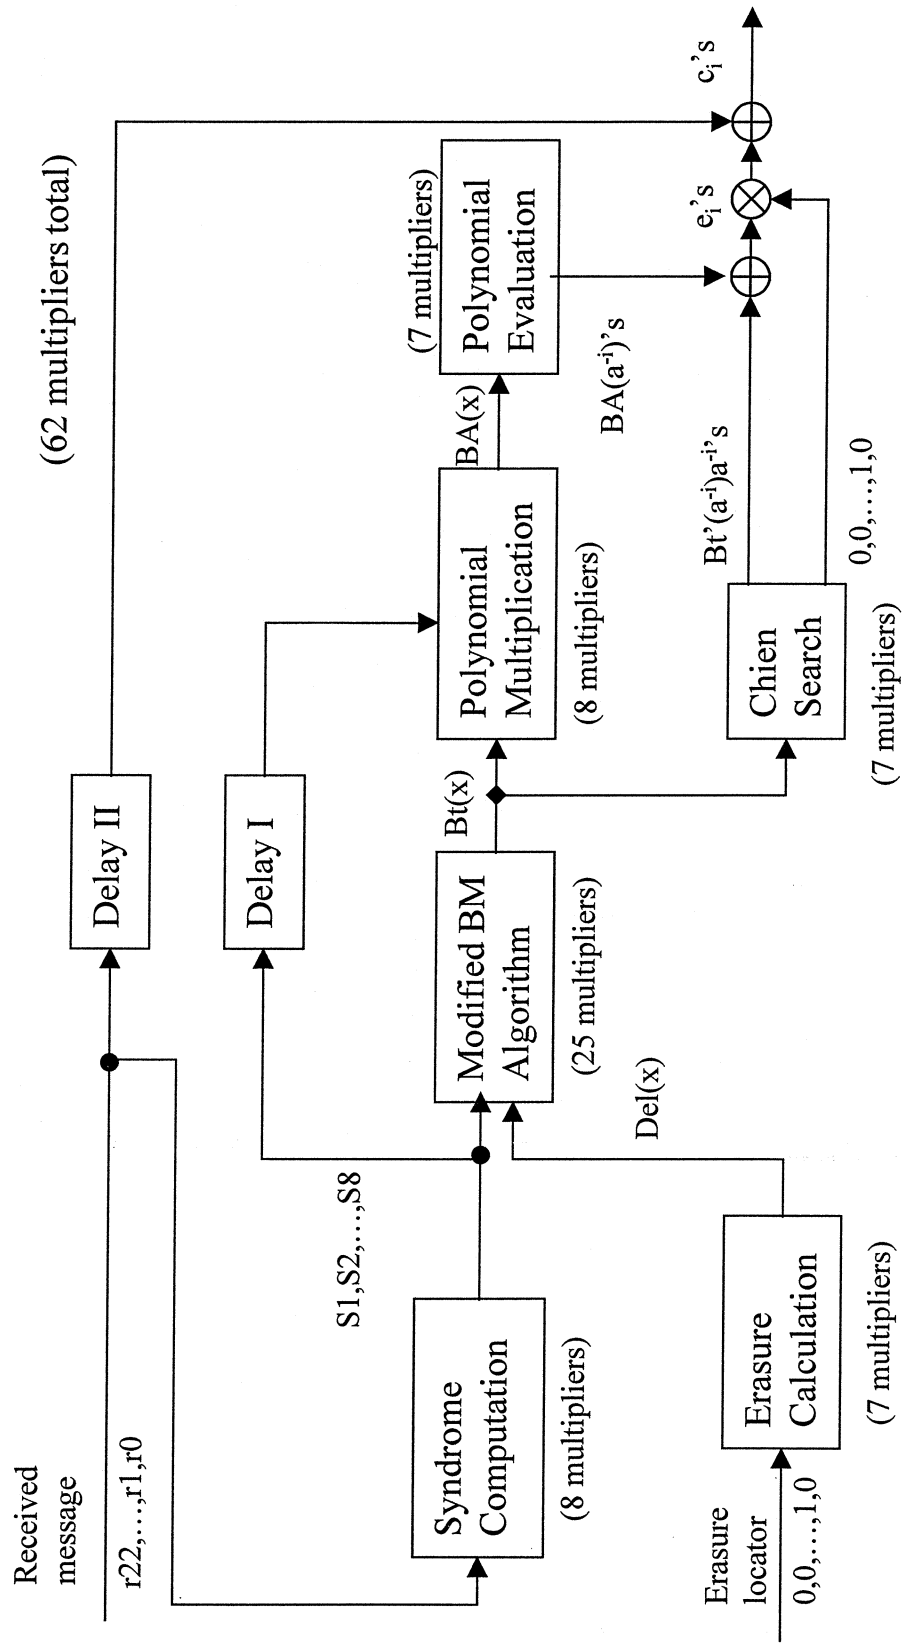 (62 multipliers total)
Received
message
r22,…,r1,r0
Delay II
Delay I
S1,S2,…,S8
Syndrome
Computation
(8 multipliers)
Modified BM
Algorithm
(25 multipliers)
Bt(x)
Polynomial
Multiplication
(8 multipliers)
BA(x)
(7 multipliers)
Polynomial
Evaluation
BA(a⁻ⁱ)'s
Erasure
locator
0,0,…,1,0
Erasure
Calculation
(7 multipliers)
Del(x)
Chien
Search
(7 multipliers)
Bt'(a⁻ⁱ)a⁻ⁱ's
0,0,…,1,0
eᵢ's
cᵢ's